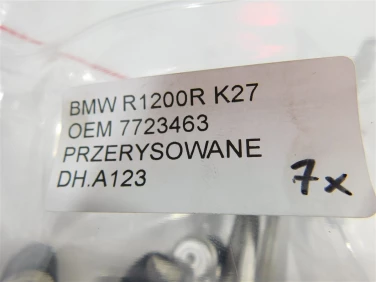 BMW R1200R K27
OEM 7723463
PRZERYSOWANE
DH.A123
7x